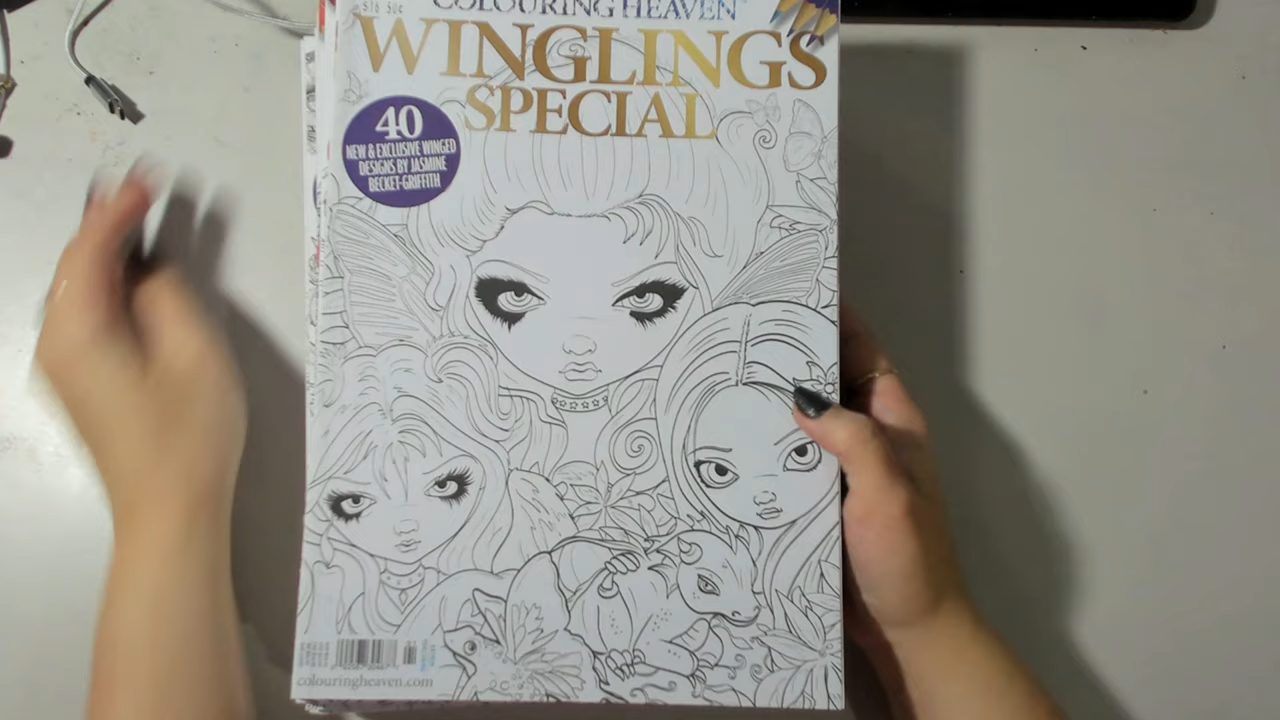 COLOURING HEAVEN
WINGLINGS
SPECIAL
40
NEW & EXCLUSIVE WINGED
DESIGNS BY JASMINE
BECKET-GRIFFITH
colouringheaven.com